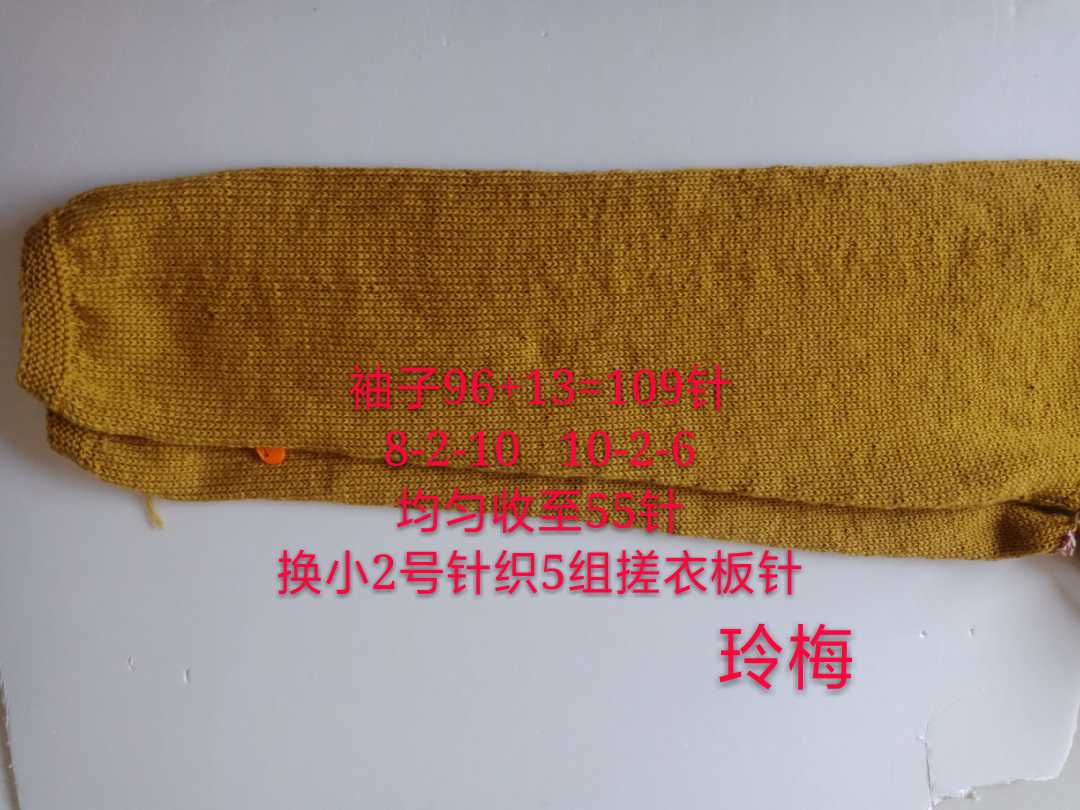 袖子96+13=109针
8-2-10 10-2-6
均匀收至55针
换小2号针织5组搓衣板针
玲梅